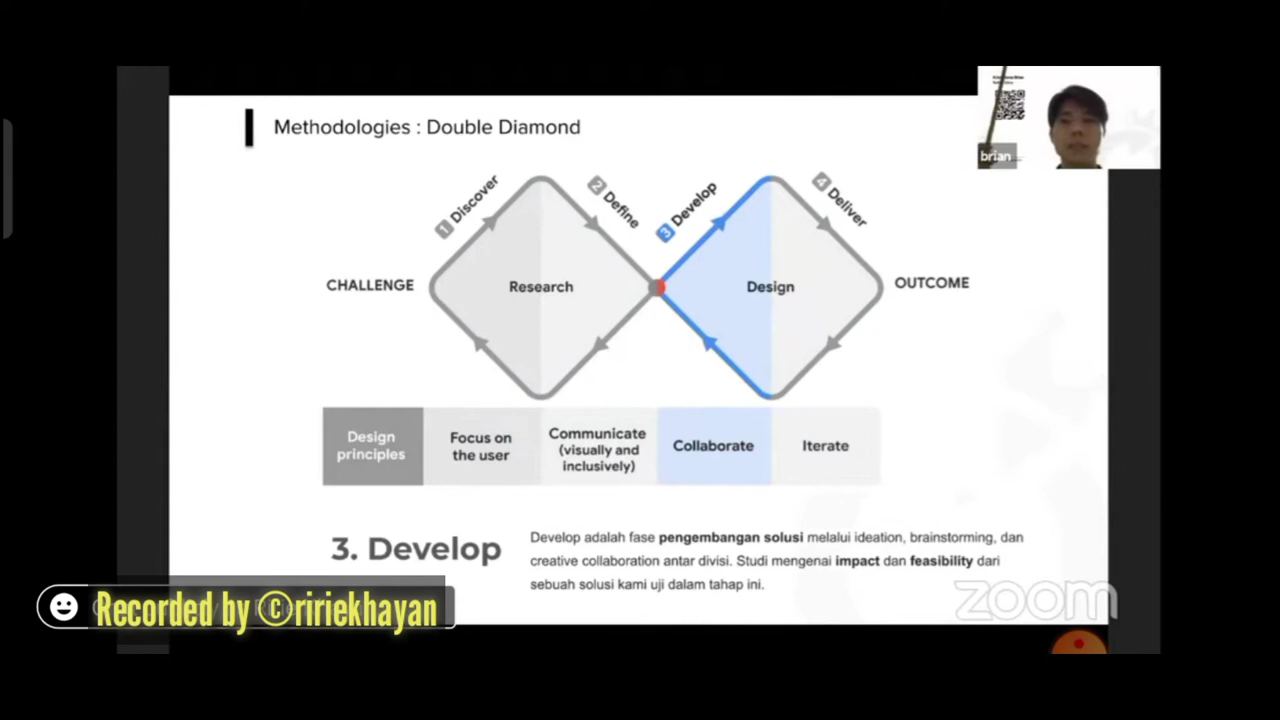 Methodologies : Double Diamond
brian
1 Discover
2 Define
3 Develop
4 Deliver
CHALLENGE
Research
Design
OUTCOME
Design
principles
Focus on
the user
Communicate
(visually and
inclusively)
Collaborate
Iterate
3. Develop
Develop adalah fase pengembangan solusi melalui ideation, brainstorming, dan
creative collaboration antar divisi. Studi mengenai impact dan feasibility dari
sebuah solusi kami uji dalam tahap ini.
zoom
Recorded by ©ririekhayan